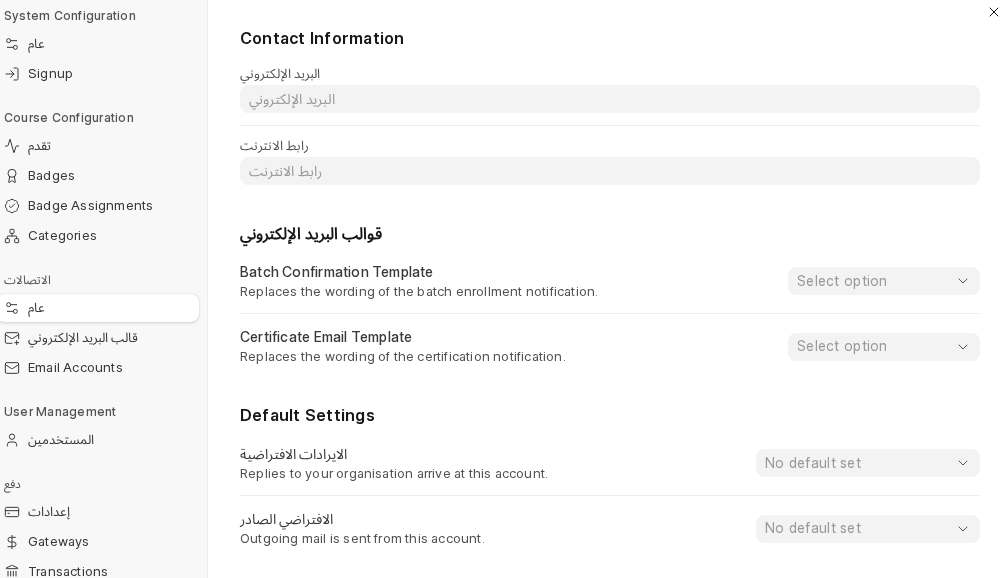 System Configuration
عام
Signup
Course Configuration
تقدم
Badges
Badge Assignments
Categories
الاتصالات
عام
قالب البريد الإلكتروني
Email Accounts
User Management
المستخدمين
دفع
إعدادات
Gateways
Transactions
Contact Information
البريد الإلكتروني
البريد الإلكتروني
رابط الانترنت
رابط الانترنت
قوالب البريد الإلكتروني
Batch Confirmation Template
Replaces the wording of the batch enrollment notification.
Select option
Certificate Email Template
Replaces the wording of the certification notification.
Select option
Default Settings
الايرادات الافتراضية
Replies to your organisation arrive at this account.
No default set
الافتراضي الصادر
Outgoing mail is sent from this account.
No default set